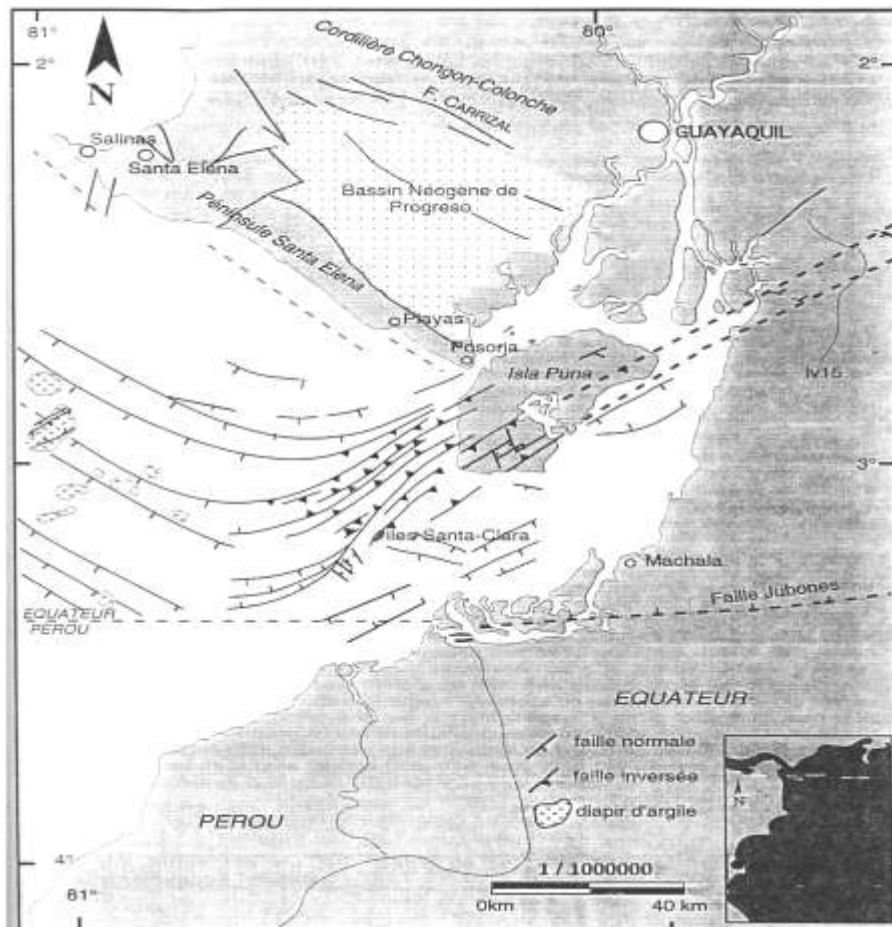 81°
80°
2°
2°
N
Cordillère Chongon-Colonche
F. CARRIZAL
GUAYAQUIL
Salinas
Santa Elena
Bassin Néogène de
Progreso
Péninsule Santa Elena
Playas
Posorja
Isla Puna
lv15
3°
Iles Santa-Clara
Machala
Faille Jubones
EQUATEUR
PEROU
EQUATEUR
faille normale
faille inversée
diapir d'argile
PEROU
N
1 / 1000000
0km
40 km
81°